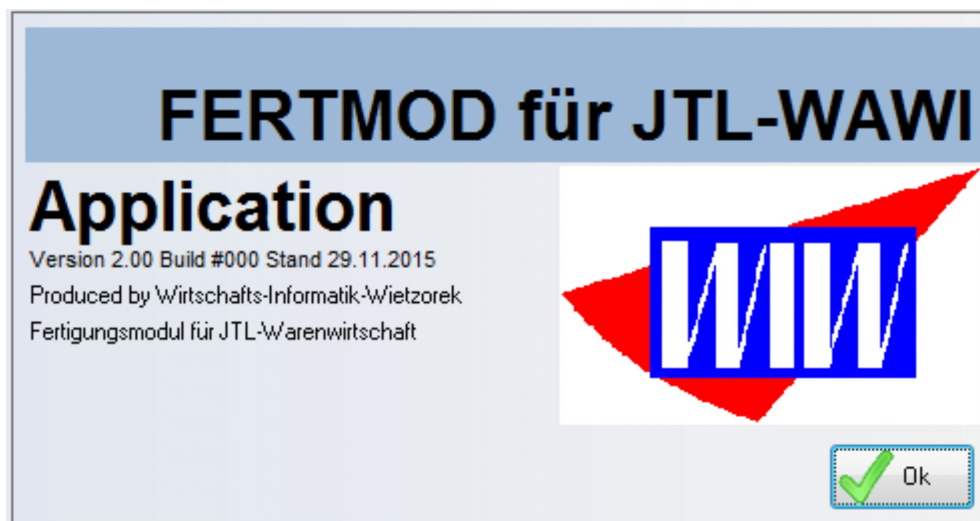 FERTMOD für JTL-WAWI
Application
Version 2.00 Build #000 Stand 29.11.2015
Produced by Wirtschafts-Informatik-Wietzorek
Fertigungsmodul für JTL-Warenwirtschaft
WIW
Ok